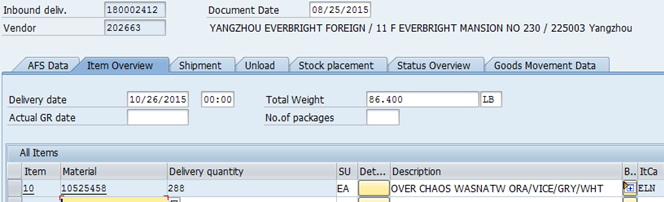 Inbound deliv. 180002412 Document Date 08/25/2015
Vendor 202663 YANGZHOU EVERBRIGHT FOREIGN / 11 F EVERBRIGHT MANSION NO 230 / 225003 Yangzhou
AFS Data Item Overview Shipment Unload Stock placement Status Overview Goods Movement Data
Delivery date 10/26/2015 00:00 Total Weight 86.400 LB
Actual GR date No.of packages
All Items
Item Material Delivery quantity SU Det... Description B.. ItCa
10 10525458 288 EA OVER CHAOS WASNATW ORA/VICE/GRY/WHT ELN